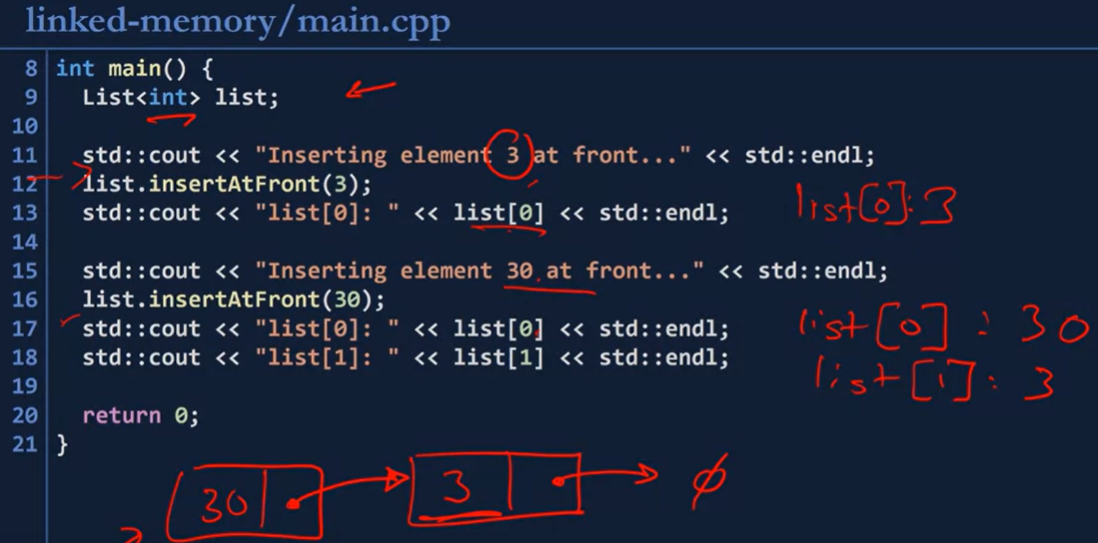 linked-memory/main.cpp
8 int main() {
9   List<int> list;
10
11   std::cout << "Inserting element 3 at front..." << std::endl;
12   list.insertAtFront(3);
13   std::cout << "list[0]: " << list[0] << std::endl; list[0]: 3
14
15   std::cout << "Inserting element 30 at front..." << std::endl;
16   list.insertAtFront(30);
17   std::cout << "list[0]: " << list[0] << std::endl; list[0] : 30
18   std::cout << "list[1]: " << list[1] << std::endl; list[1]: 3
19
20   return 0;
21 }
30 3 ∅